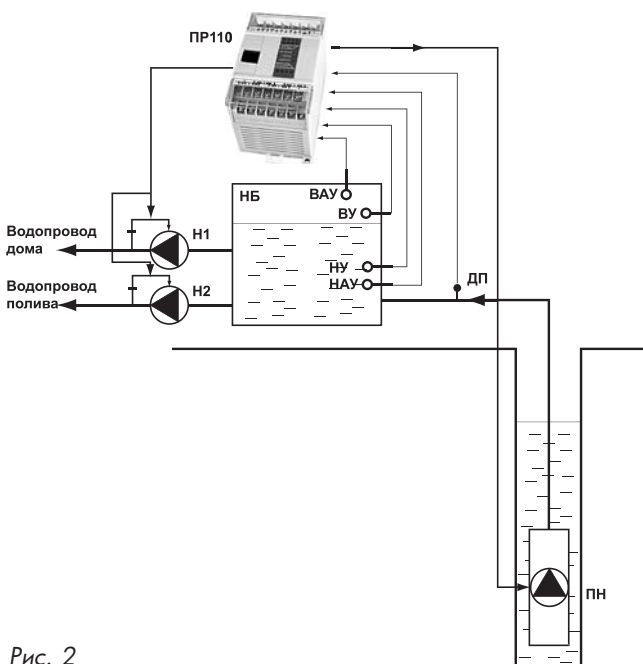 ПР110
НБ
ВАУ
ВУ
Водопровод
дома
Н1
НУ
НАУ
ДП
Водопровод
полива
Н2
ПН
Рис. 2